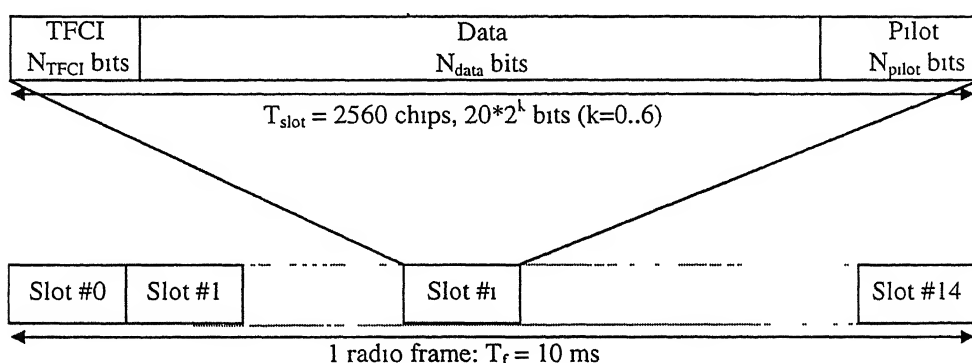 TFCI Data Pilot
N_TFCI bits N_data bits N_pilot bits
T_slot = 2560 chips, 20*2^k bits (k=0..6)
Slot #0 Slot #1 Slot #i Slot #14
1 radio frame: T_f = 10 ms